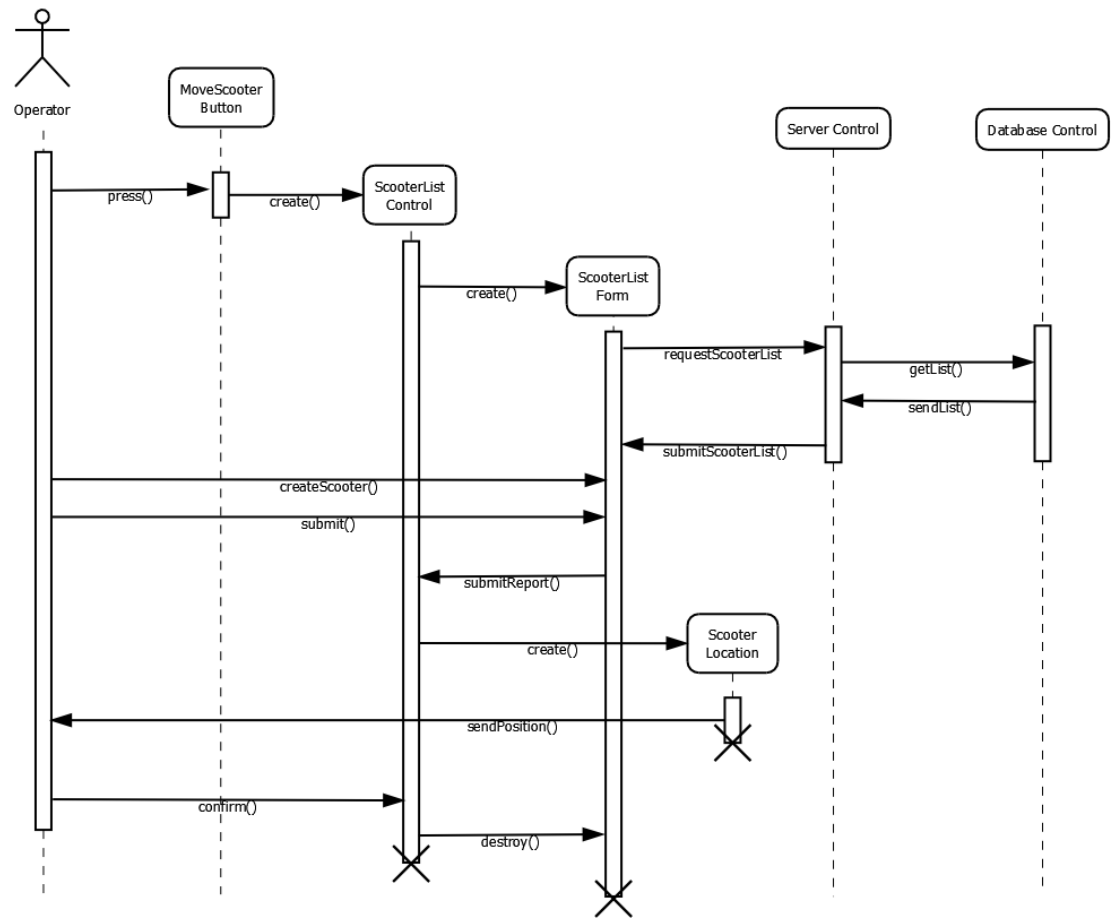 Operator
MoveScooter
Button
ScooterList
Control
ScooterList
Form
Server Control
Database Control
press()
create()
create()
requestScooterList
getList()
sendList()
submitScooterList()
createScooter()
submit()
submitReport()
Scooter
Location
create()
sendPosition()
confirm()
destroy()